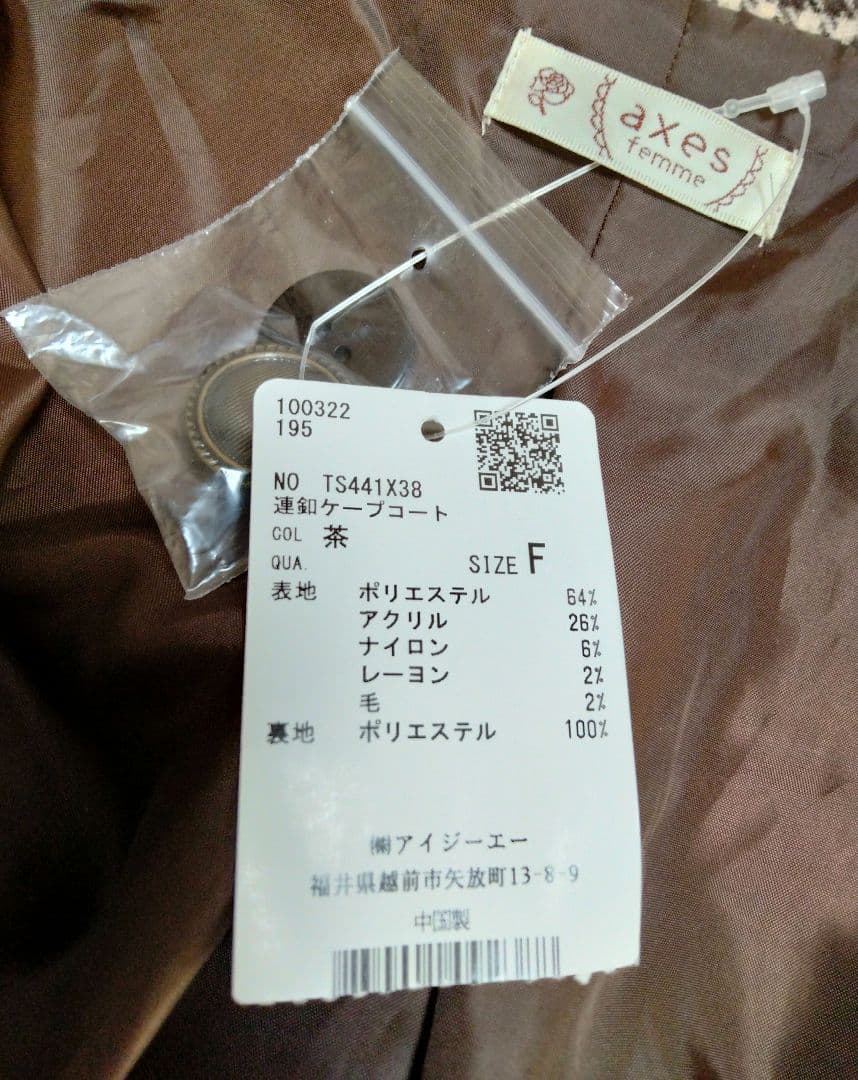 axes
femme
100322
195
NO TS441X38
連釦ケープコート
COL 茶
QUA. SIZE F
表地 ポリエステル 64%
アクリル 26%
ナイロン 6%
レーヨン 2%
毛 2%
裏地 ポリエステル 100%
㈱アイジーエー
福井県越前市矢放町13-8-9
中国製